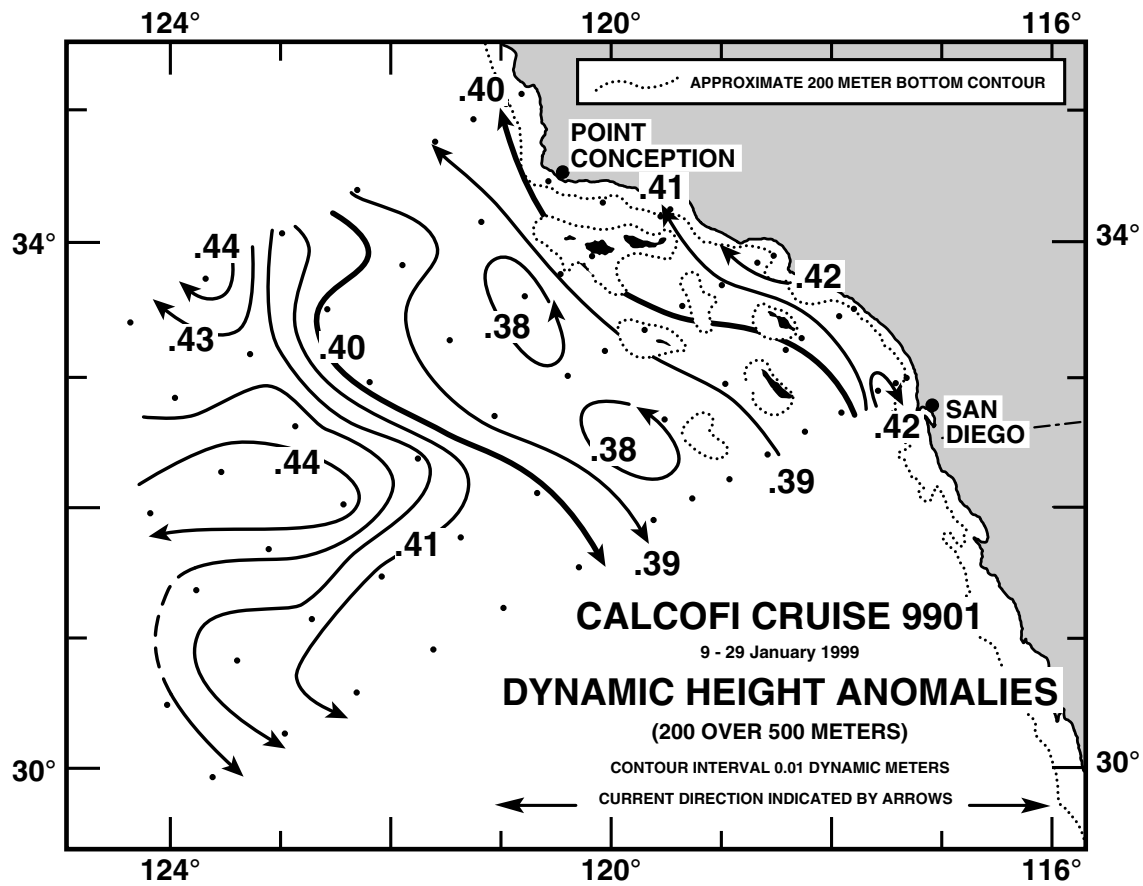 124°
120°
116°
APPROXIMATE 200 METER BOTTOM CONTOUR
.40
POINT
CONCEPTION
.41
34°
34°
.44
.42
.43
.40
.38
.42
SAN
DIEGO
.38
.44
.39
.41
.39
CALCOFI CRUISE 9901
9 - 29 January 1999
DYNAMIC HEIGHT ANOMALIES
(200 OVER 500 METERS)
30°
30°
CONTOUR INTERVAL 0.01 DYNAMIC METERS
CURRENT DIRECTION INDICATED BY ARROWS
124°
120°
116°